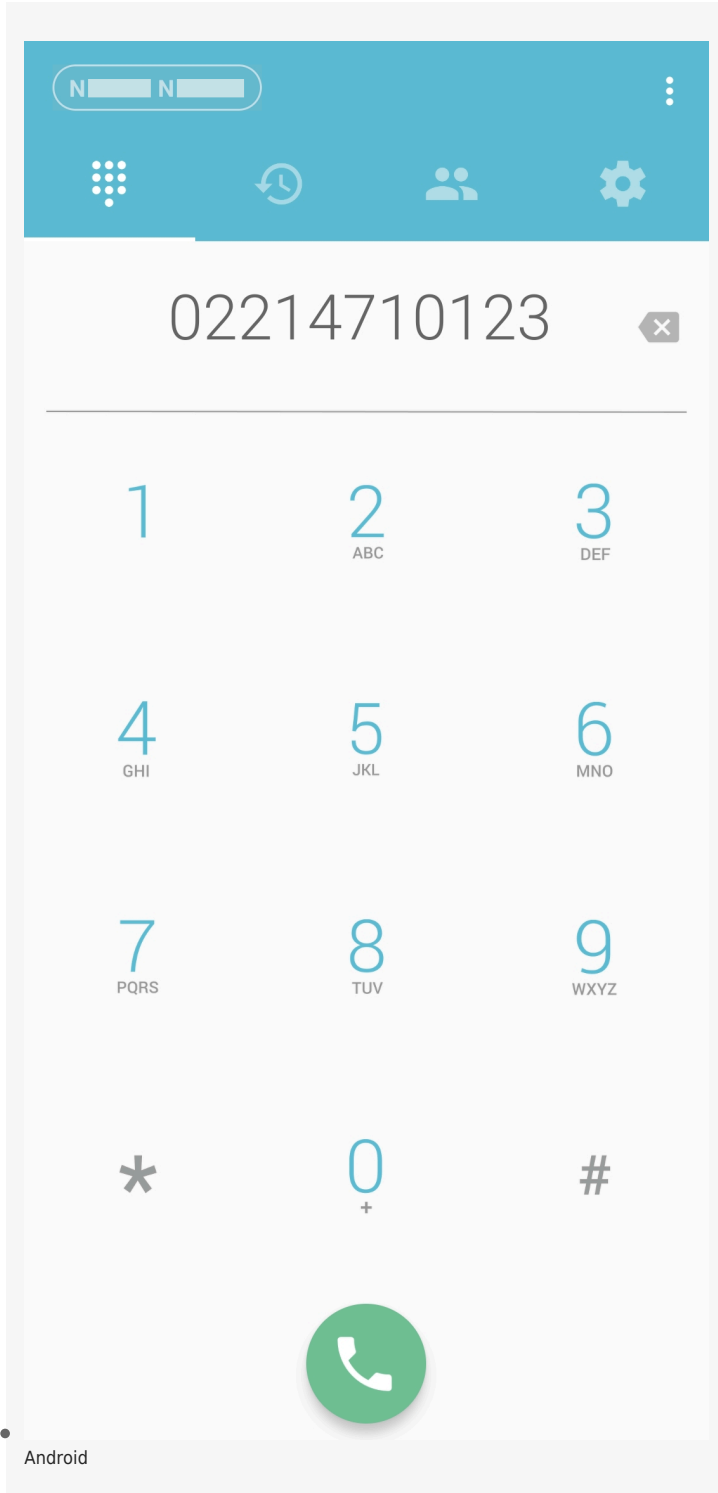 N N
02214710123
1 2 3
ABC DEF
4 5 6
GHI JKL MNO
7 8 9
PQRS TUV WXYZ
* 0 #
+
Android